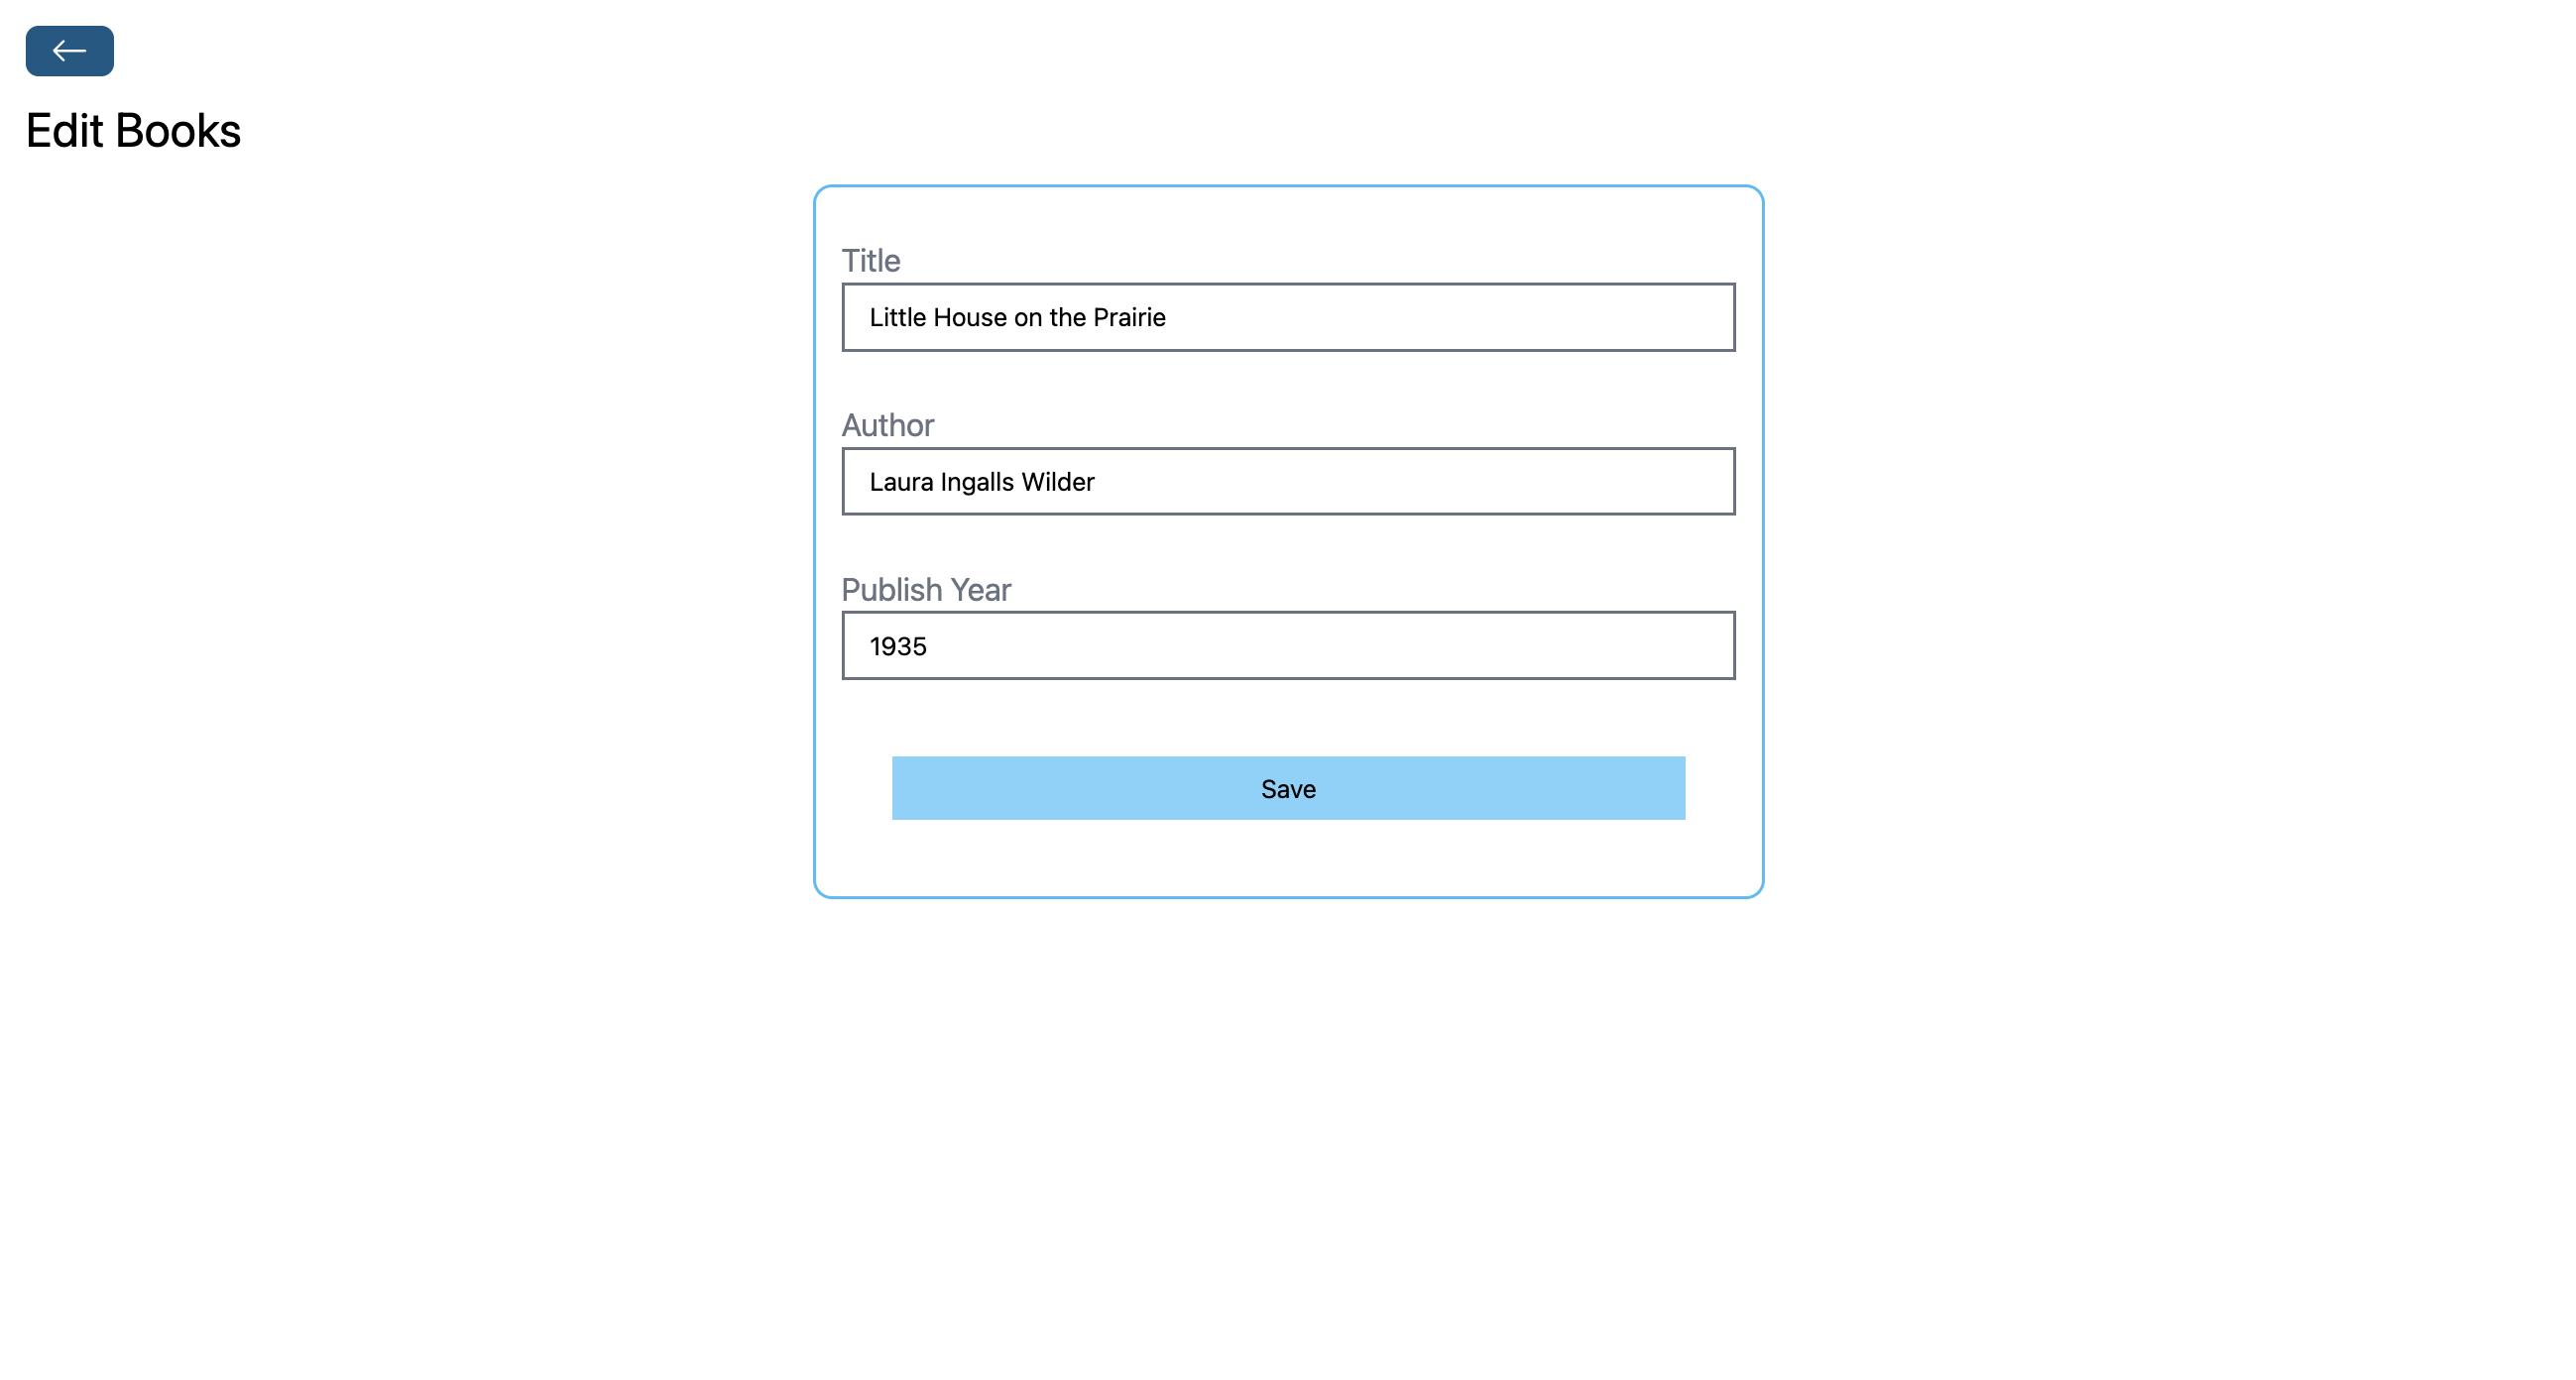 Edit Books
Title
Little House on the Prairie
Author
Laura Ingalls Wilder
Publish Year
1935
Save